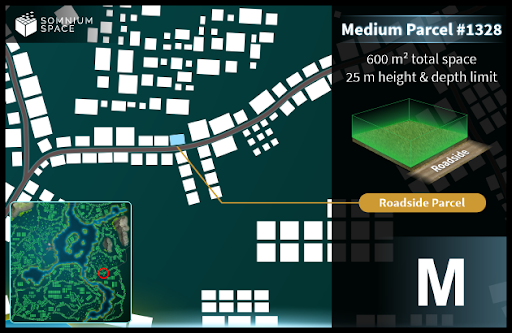 SOMNIUM
SPACE
Medium Parcel #1328
600 m² total space
25 m height & depth limit
Roadside
Roadside Parcel
M